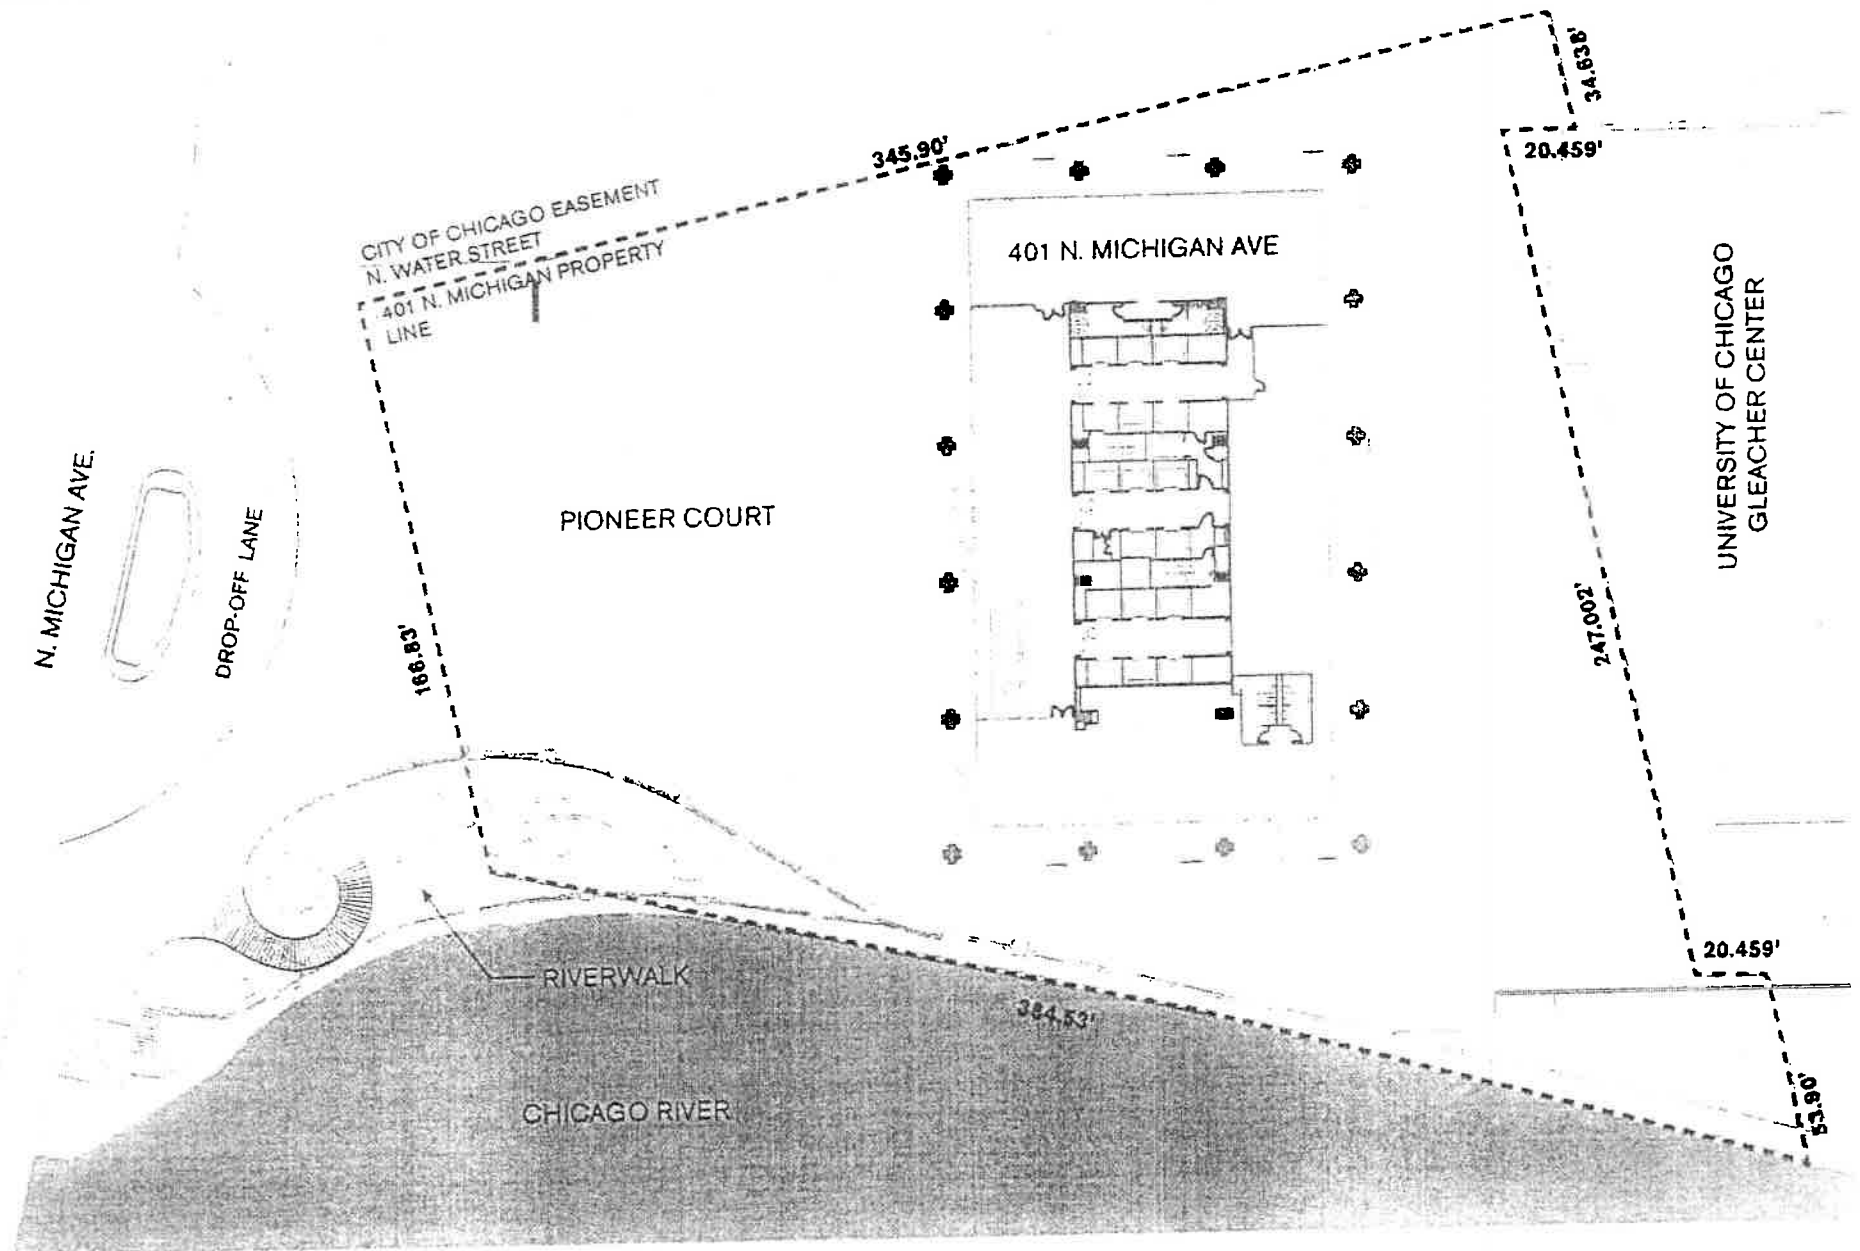 345.90'
34.638'
20.459'
CITY OF CHICAGO EASEMENT
N. WATER STREET
401 N. MICHIGAN PROPERTY
LINE
401 N. MICHIGAN AVE
UNIVERSITY OF CHICAGO
GLEACHER CENTER
N. MICHIGAN AVE.
DROP-OFF LANE
PIONEER COURT
166.83'
247.002'
20.459'
RIVERWALK
384.53'
53.90'
CHICAGO RIVER